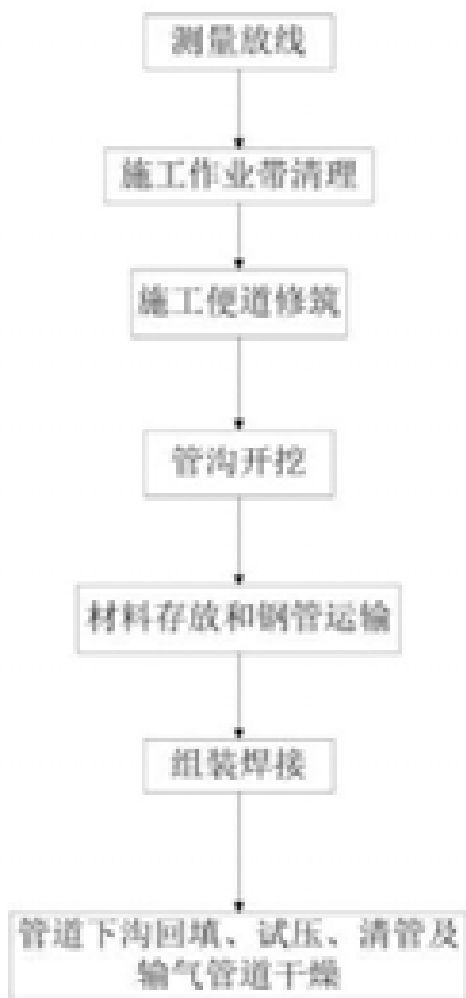 测量放线
施工作业带清理
施工便道修筑
管沟开挖
材料存放和钢管运输
组装焊接
管道下沟回填、试压、清管及
输气管道干燥